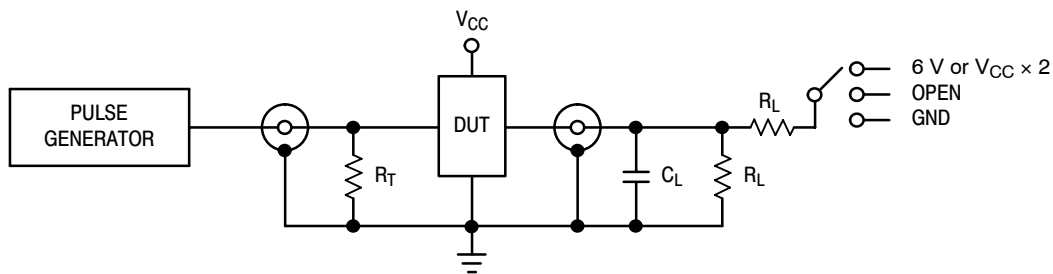 V_CC
6 V or V_CC × 2
OPEN
GND
PULSE
GENERATOR
DUT
R_L
R_T
C_L
R_L